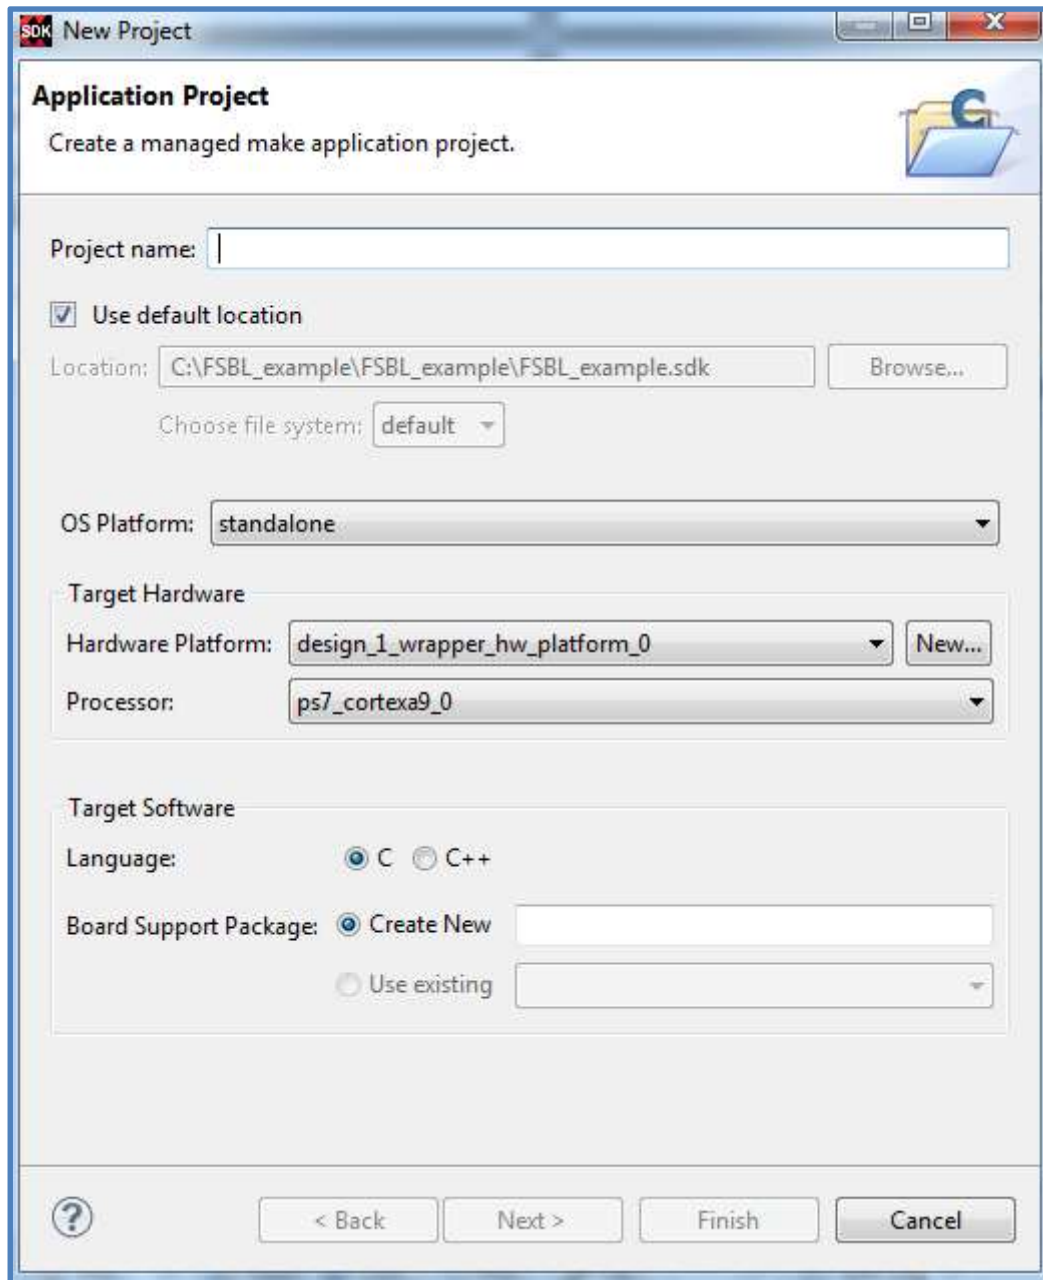 SDK New Project
Application Project
Create a managed make application project.
Project name:
Use default location
Location: C:\FSBL_example\FSBL_example\FSBL_example.sdk Browse...
Choose file system: default
OS Platform: standalone
Target Hardware
Hardware Platform: design_1_wrapper_hw_platform_0 New...
Processor: ps7_cortexa9_0
Target Software
Language: C C++
Board Support Package: Create New
Use existing
? < Back Next > Finish Cancel